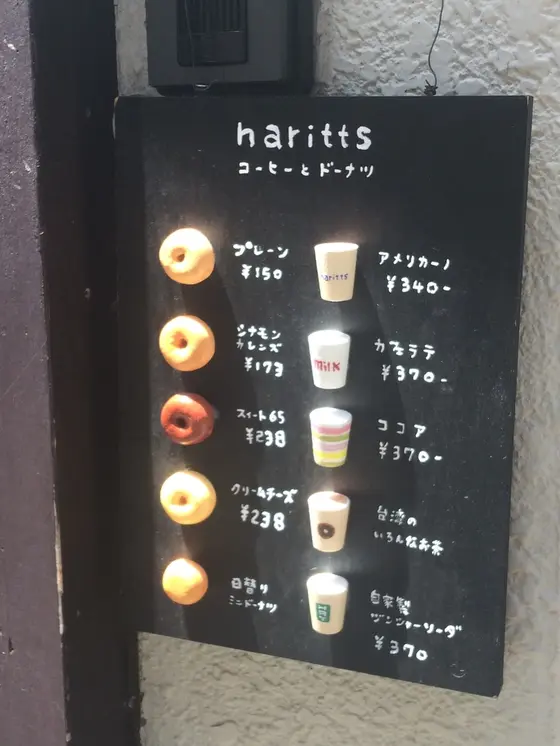 haritts
コーヒーと ドーナツ
プレーン
¥150
シナモン
カレンズ
¥173
スイート65
¥238
クリームチーズ
¥238
日替り
ミニドーナツ
haritts
アメリカーノ
¥340-
milk
カフェラテ
¥370-
ココア
¥370-
台湾の
いろんなお茶
自家製
ジンジャーソーダ
¥370